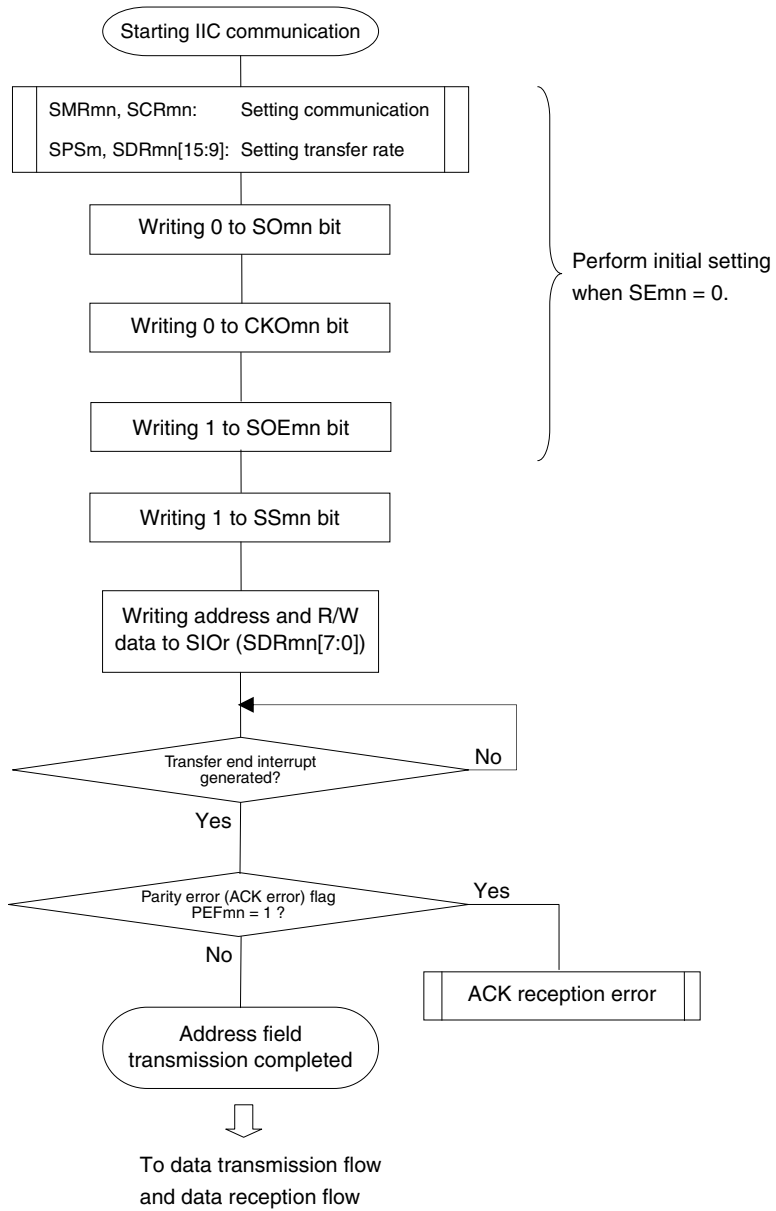 Starting IIC communication
SMRmn, SCRmn: Setting communication
SPSm, SDRmn[15:9]: Setting transfer rate
Writing 0 to SOmn bit
Perform initial setting
when SEmn = 0.
Writing 0 to CKOmn bit
Writing 1 to SOEmn bit
Writing 1 to SSmn bit
Writing address and R/W
data to SIOr (SDRmn[7:0])
Transfer end interrupt
generated?
No
Yes
Parity error (ACK error) flag
PEFmn = 1 ?
Yes
No
ACK reception error
Address field
transmission completed
To data transmission flow
and data reception flow